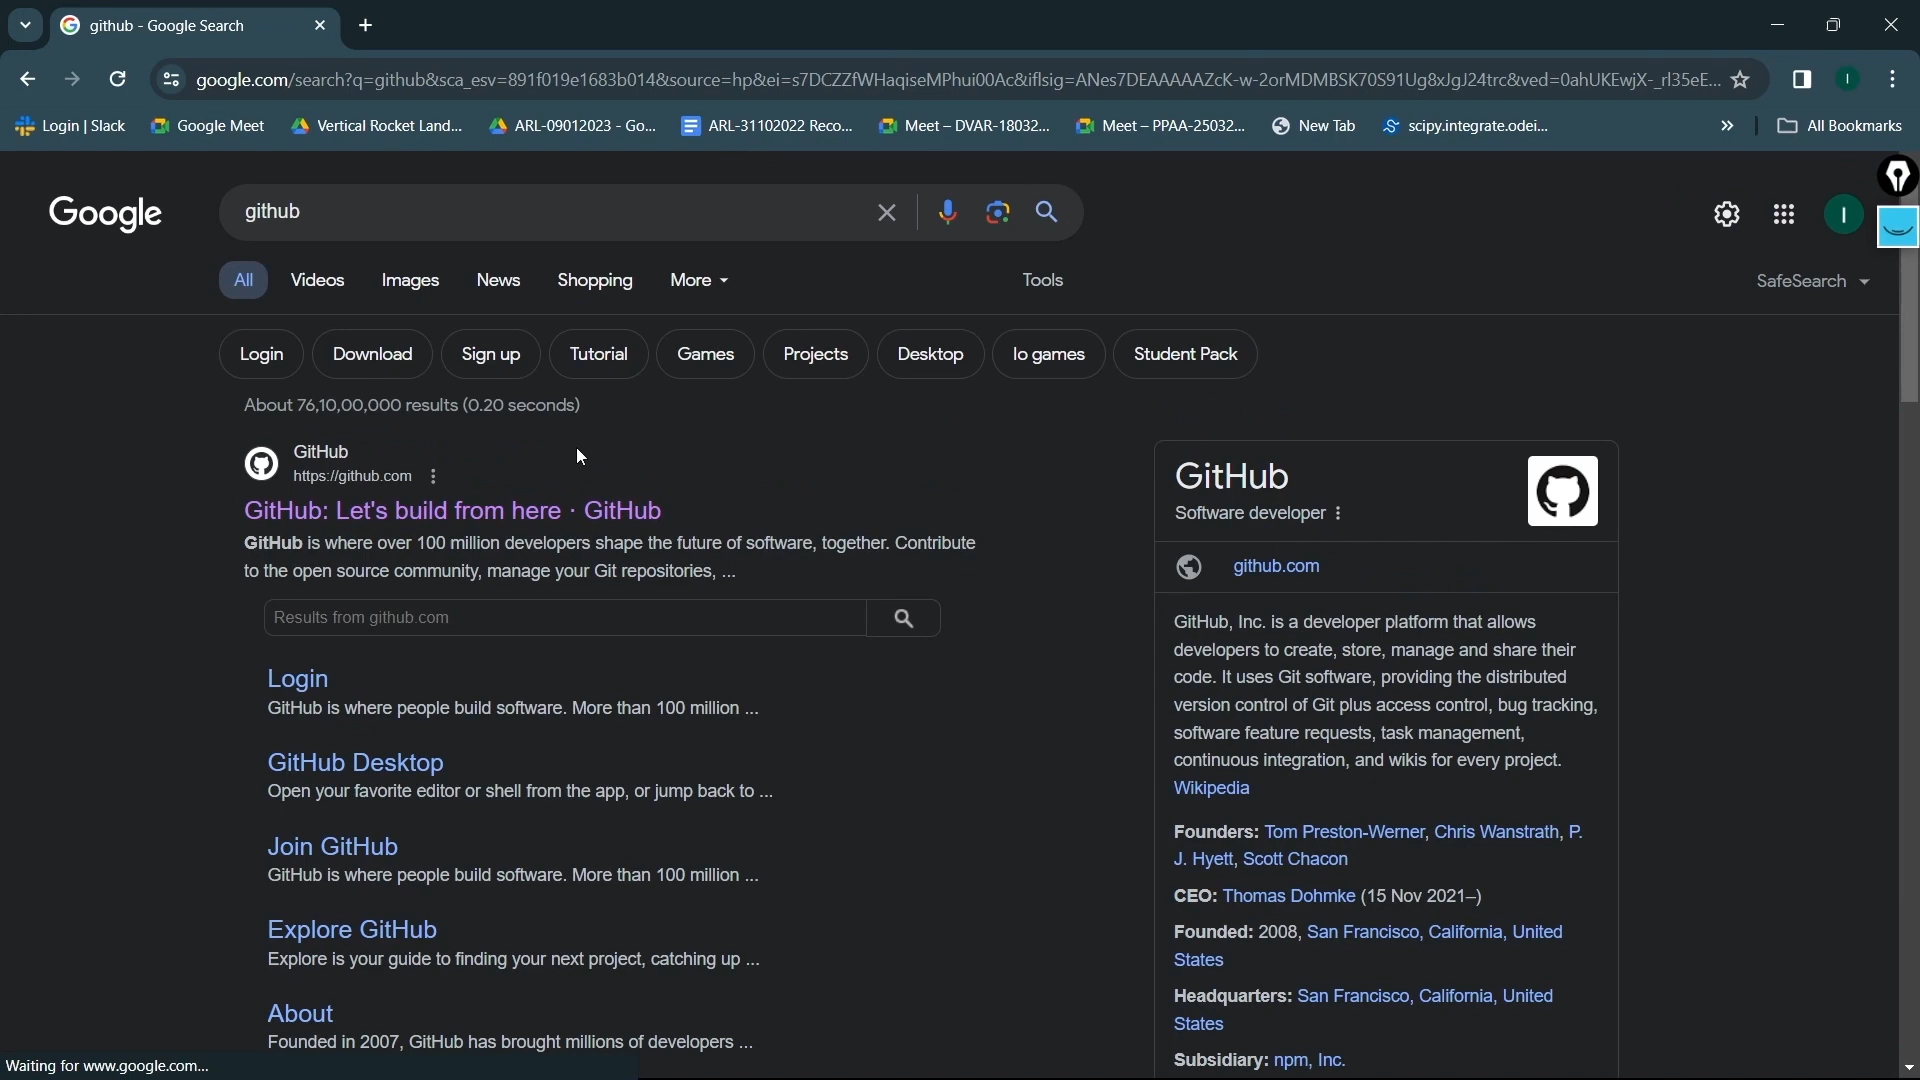 github - Google Search
google.com/search?q=github&sca_esv=891f019e1683b014&source=hp&ei=s7DCZZfWHaqiseMPhui00Ac&iflsig=ANes7DEAAAAAZcK-w-2orMDMBSK70S91Ug8xJgJ24trc&ved=0ahUKEwjX-_rl35eE...
Login | Slack Google Meet Vertical Rocket Land... ARL-09012023 - Go... ARL-31102022 Reco... Meet – DVAR-18032... Meet – PPAA-25032... New Tab scipy.integrate.odei... » All Bookmarks
Google github
All Videos Images News Shopping More Tools SafeSearch
Login Download Sign up Tutorial Games Projects Desktop Io games Student Pack
About 76,10,00,000 results (0.20 seconds)
GitHub
https://github.com
GitHub: Let's build from here · GitHub
GitHub is where over 100 million developers shape the future of software, together. Contribute
to the open source community, manage your Git repositories, ...
Results from github.com
Login
GitHub is where people build software. More than 100 million ...
GitHub Desktop
Open your favorite editor or shell from the app, or jump back to ...
Join GitHub
GitHub is where people build software. More than 100 million ...
Explore GitHub
Explore is your guide to finding your next project, catching up ...
About
Founded in 2007, GitHub has brought millions of developers ...
GitHub
Software developer
github.com
GitHub, Inc. is a developer platform that allows
developers to create, store, manage and share their
code. It uses Git software, providing the distributed
version control of Git plus access control, bug tracking,
software feature requests, task management,
continuous integration, and wikis for every project.
Wikipedia
Founders: Tom Preston-Werner, Chris Wanstrath, P.
J. Hyett, Scott Chacon
CEO: Thomas Dohmke (15 Nov 2021–)
Founded: 2008, San Francisco, California, United
States
Headquarters: San Francisco, California, United
States
Subsidiary: npm, Inc.
Waiting for www.google.com...